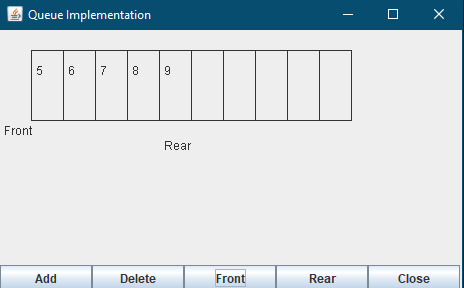 Queue Implementation
5 6 7 8 9
Front
Rear
Add Delete Front Rear Close